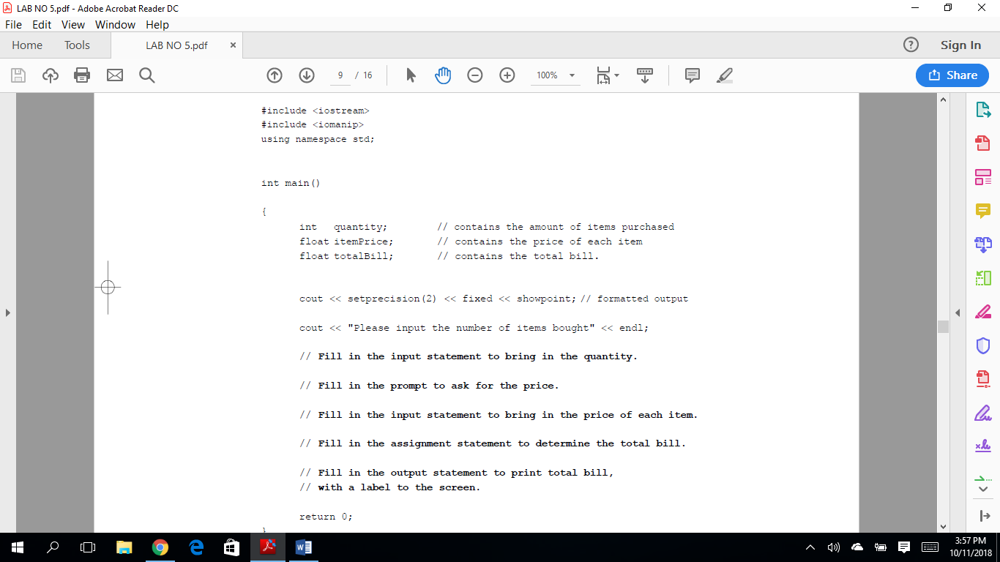 LAB NO 5.pdf - Adobe Acrobat Reader DC
File Edit View Window Help
Home Tools LAB NO 5.pdf × ? Sign In
9 / 16 100% Share
#include <iostream>
#include <iomanip>
using namespace std;
int main()
{
int quantity; // contains the amount of items purchased
float itemPrice; // contains the price of each item
float totalBill; // contains the total bill.
cout << setprecision(2) << fixed << showpoint; // formatted output
cout << "Please input the number of items bought" << endl;
// Fill in the input statement to bring in the quantity.
// Fill in the prompt to ask for the price.
// Fill in the input statement to bring in the price of each item.
// Fill in the assignment statement to determine the total bill.
// Fill in the output statement to print total bill,
// with a label to the screen.
return 0;
}
3:57 PM
10/11/2018